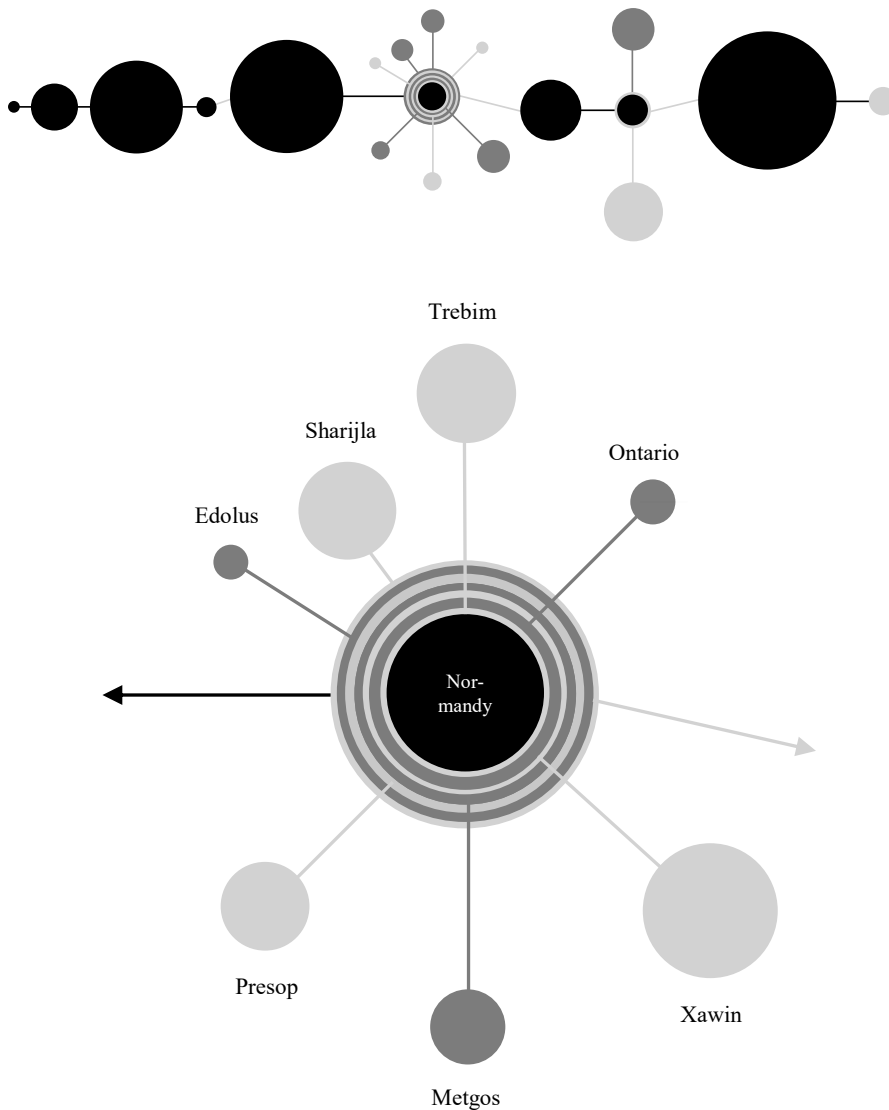 Trebim
Sharijla
Ontario
Edolus
Nor-
mandy
Presop
Xawin
Metgos